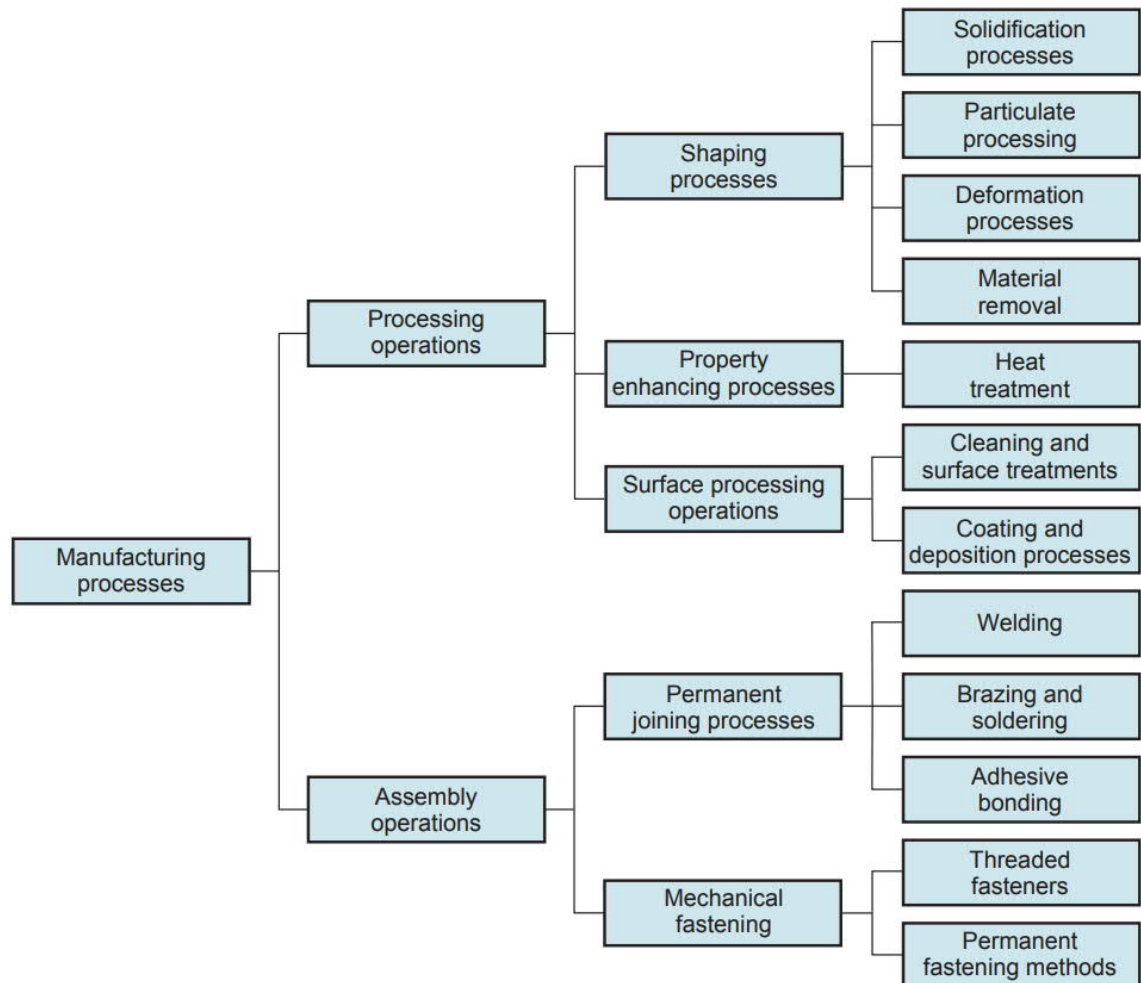 Solidification
processes
Particulate
processing
Shaping
processes
Deformation
processes
Material
removal
Processing
operations
Property
enhancing processes
Heat
treatment
Cleaning and
surface treatments
Surface processing
operations
Coating and
deposition processes
Manufacturing
processes
Welding
Permanent
joining processes
Brazing and
soldering
Assembly
operations
Adhesive
bonding
Threaded
fasteners
Mechanical
fastening
Permanent
fastening methods